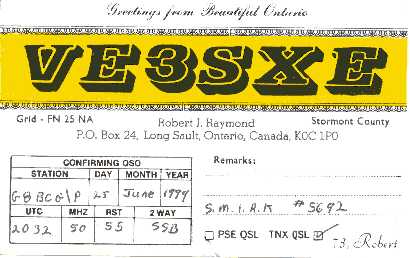 Greetings from Beautiful Ontario
VE3SXE
Grid - FN 25 NA
Robert J. Raymond
Stormont County
P.O. Box 24, Long Sault, Ontario, Canada, K0C 1P0
CONFIRMING QSO
STATION DAY MONTH YEAR
G8BCG/P 25 June 1979
UTC MHZ RST 2 WAY
2032 50 55 SSB
Remarks:
S.M.I.R.K #5692
PSE QSL TNX QSL
73, Robert